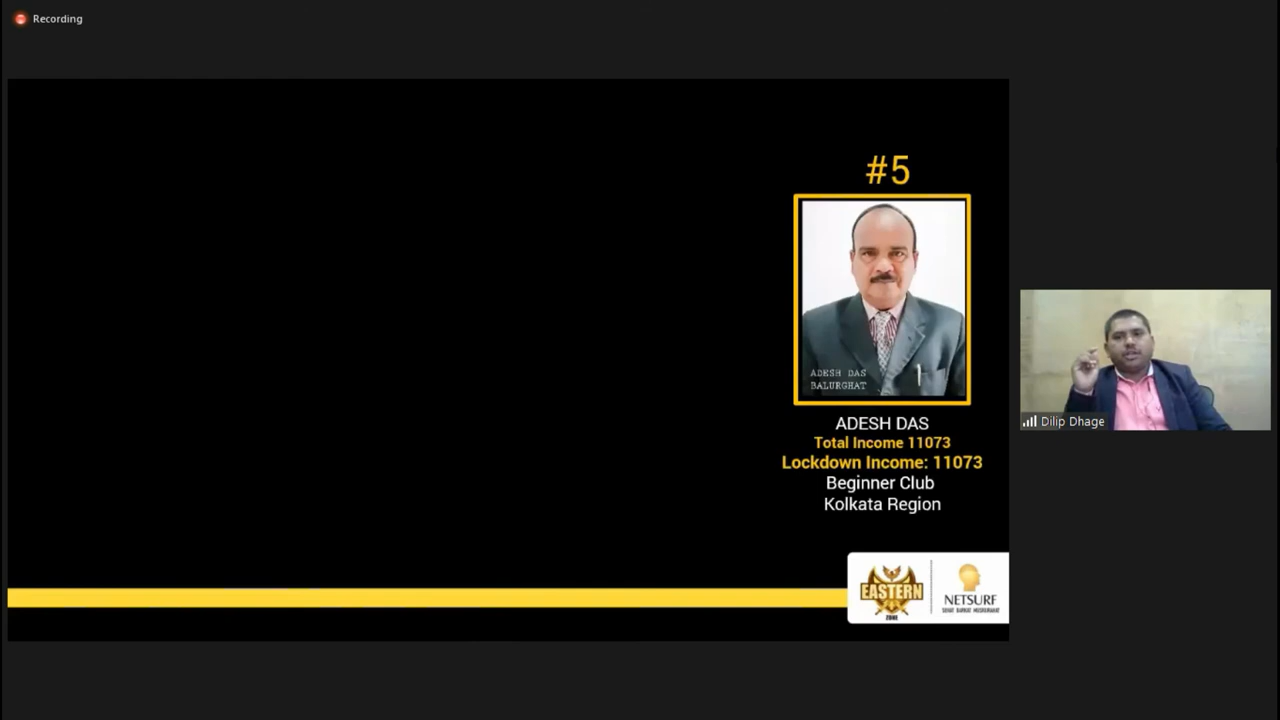 Recording
#5
ADESH DAS
BALURGHAT
ADESH DAS
Total Income 11073
Lockdown Income: 11073
Beginner Club
Kolkata Region
Dilip Dhage
EASTERN
ZONE
NETSURF